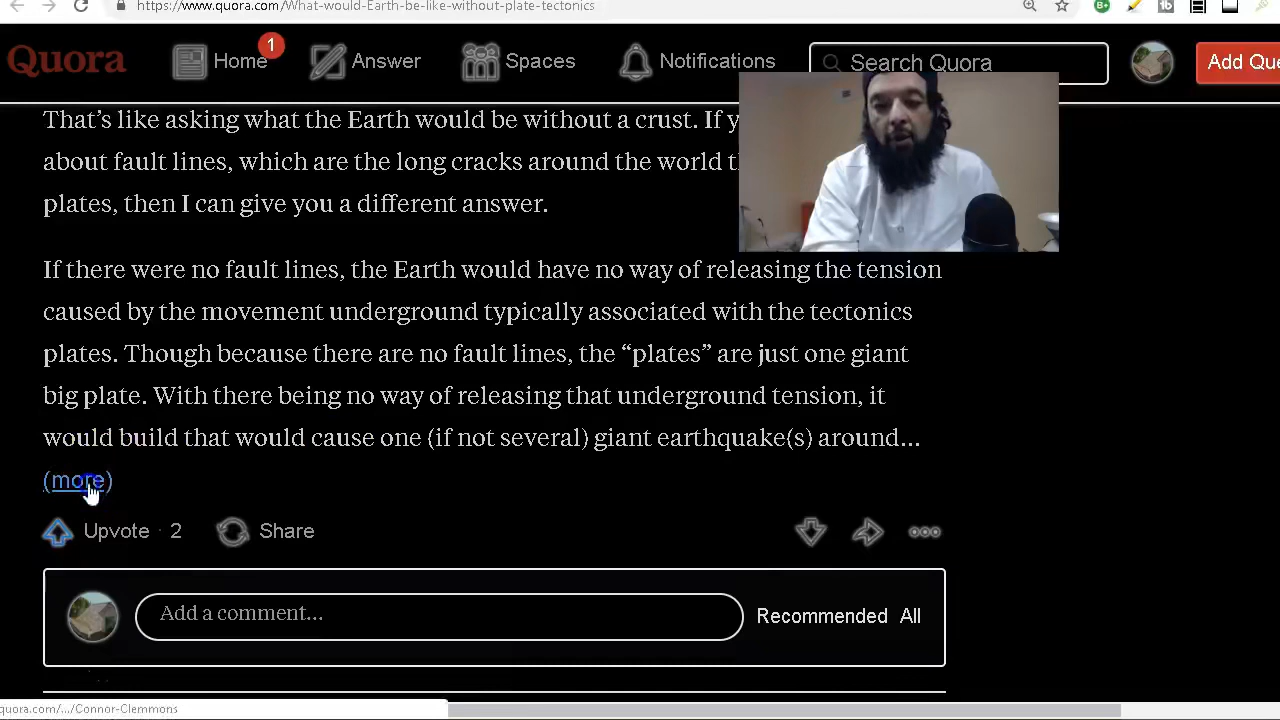 https://www.quora.com/What-would-Earth-be-like-without-plate-tectonics
Quora
Home
1
Answer
Spaces
Notifications
Search Quora
Add Que
That’s like asking what the Earth would be without a crust. If y
about fault lines, which are the long cracks around the world t
plates, then I can give you a different answer.
If there were no fault lines, the Earth would have no way of releasing the tension
caused by the movement underground typically associated with the tectonics
plates. Though because there are no fault lines, the “plates” are just one giant
big plate. With there being no way of releasing that underground tension, it
would build that would cause one (if not several) giant earthquake(s) around...
(more)
Upvote · 2
Share
Add a comment...
Recommended All
quora.com/.../Connor-Clemmons